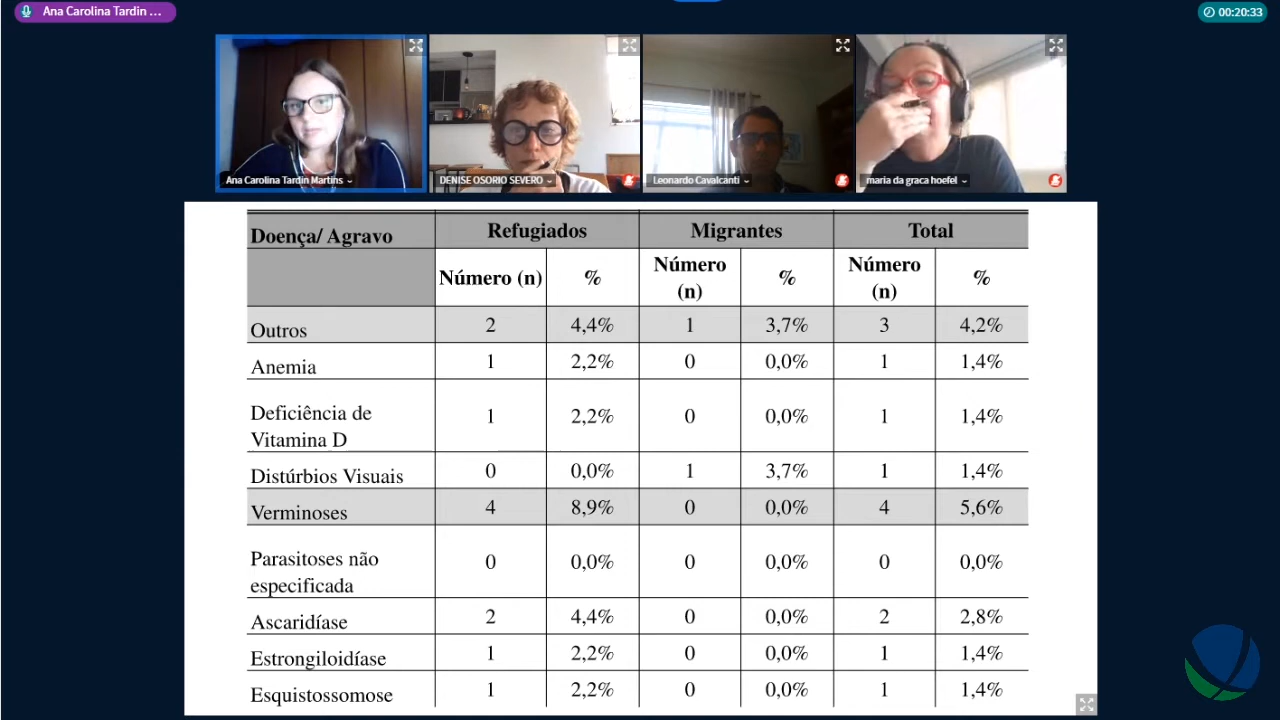 Ana Carolina Tardin ...
00:20:33
Ana Carolina Tardin Martins
DENISE OSORIO SEVERO
Leonardo Cavalcanti
maria da graca hoefel
Doença/ Agravo Refugiados Migrantes Total
Número (n) % Número (n) % Número (n) %
Outros 2 4,4% 1 3,7% 3 4,2%
Anemia 1 2,2% 0 0,0% 1 1,4%
Deficiência de
Vitamina D 1 2,2% 0 0,0% 1 1,4%
Distúrbios Visuais 0 0,0% 1 3,7% 1 1,4%
Verminoses 4 8,9% 0 0,0% 4 5,6%
Parasitoses não
especificada 0 0,0% 0 0,0% 0 0,0%
Ascaridíase 2 4,4% 0 0,0% 2 2,8%
Estrongiloidíase 1 2,2% 0 0,0% 1 1,4%
Esquistossomose 1 2,2% 0 0,0% 1 1,4%